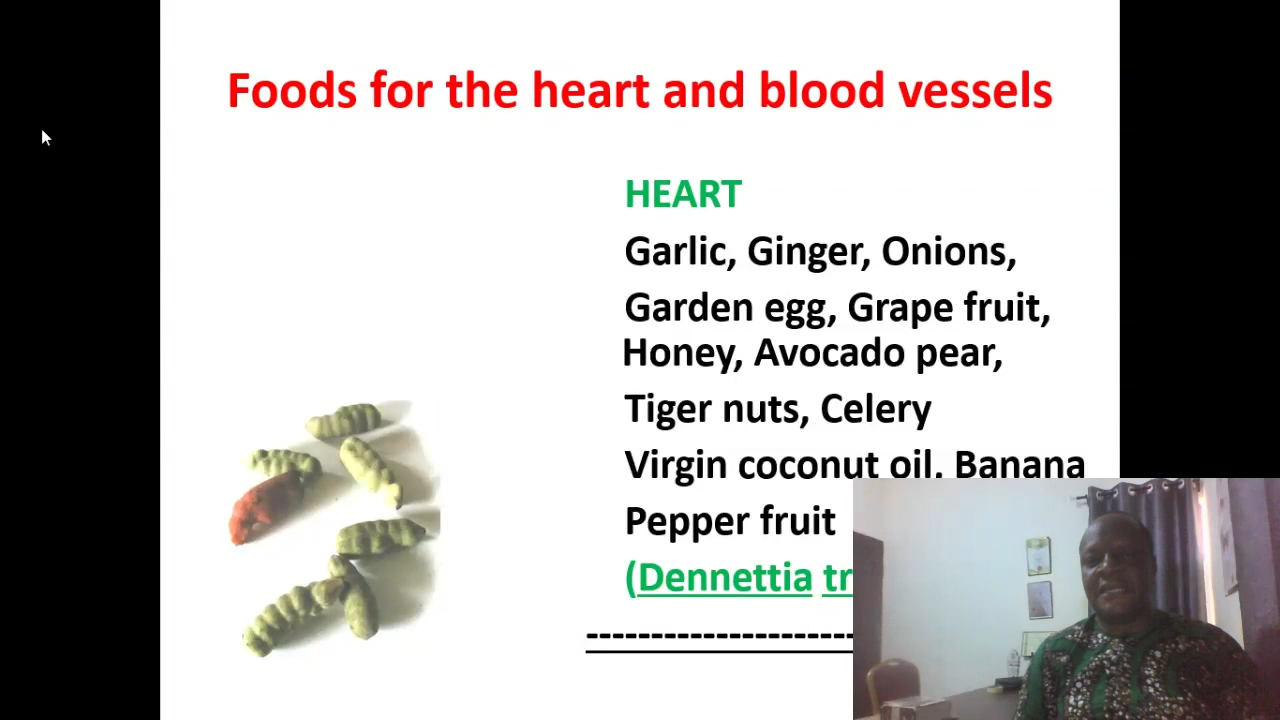 Foods for the heart and blood vessels
HEART
Garlic, Ginger, Onions,
Garden egg, Grape fruit,
Honey, Avocado pear,
Tiger nuts, Celery
Virgin coconut oil. Banana
Pepper fruit
(Dennettia tr
--------------------